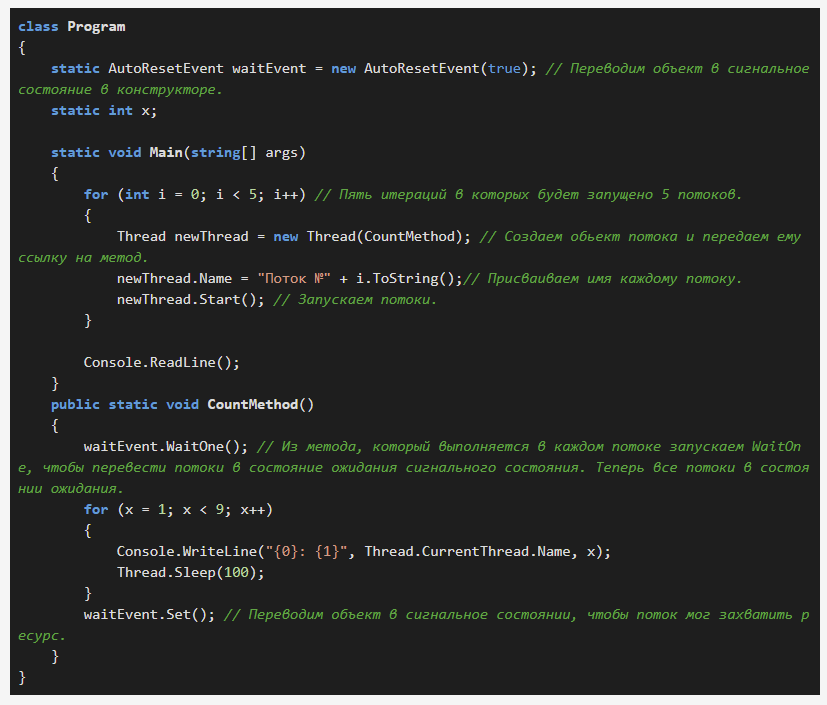 class Program
{
    static AutoResetEvent waitEvent = new AutoResetEvent(true); // Переводим объект в сигнальное
состояние в конструкторе.
    static int x;

    static void Main(string[] args)
    {
        for (int i = 0; i < 5; i++) // Пять итераций в которых будет запущено 5 потоков.
        {
            Thread newThread = new Thread(CountMethod); // Создаем обьект потока и передаем ему
ссылку на метод.
            newThread.Name = "Поток №" + i.ToString();// Присваиваем имя каждому потоку.
            newThread.Start(); // Запускаем потоки.
        }

        Console.ReadLine();
    }
    public static void CountMethod()
    {
        waitEvent.WaitOne(); // Из метода, который выполняется в каждом потоке запускаем WaitOn
e, чтобы перевести потоки в состояние ожидания сигнального состояния. Теперь все потоки в состоя
нии ожидания.
        for (x = 1; x < 9; x++)
        {
            Console.WriteLine("{0}: {1}", Thread.CurrentThread.Name, x);
            Thread.Sleep(100);
        }
        waitEvent.Set(); // Переводим объект в сигнальное состоянии, чтобы поток мог захватить р
есурс.
    }
}